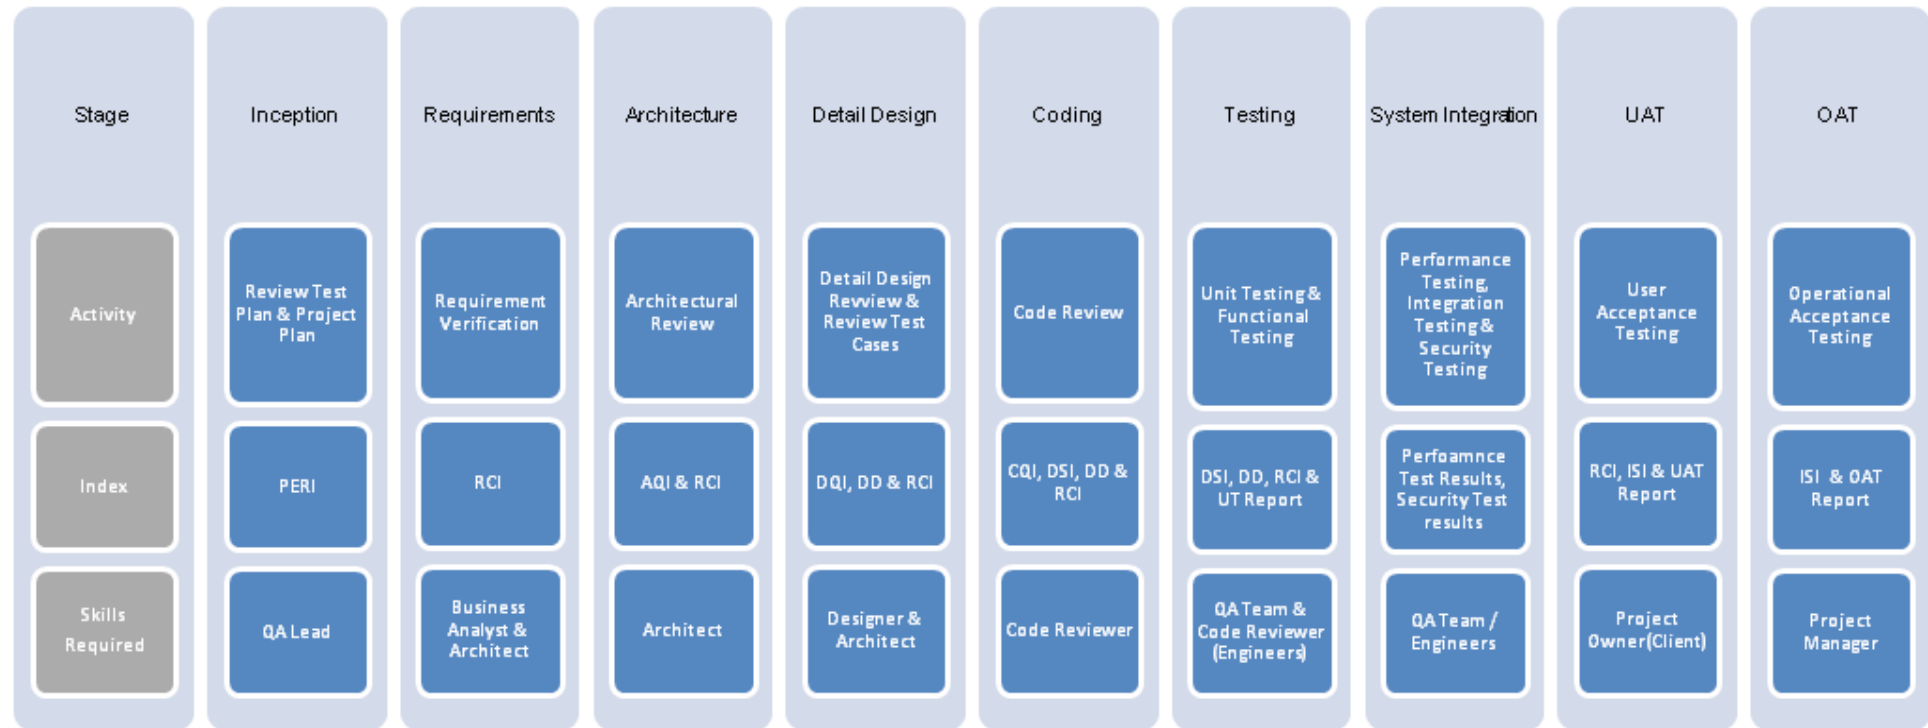 Stage
Inception
Requirements
Architecture
Detail Design
Coding
Testing
System Integration
UAT
OAT
Activity
Review Test
Plan & Project
Plan
Requirement
Verification
Architectural
Review
Detail Design
Revview &
Review Test
Cases
Code Review
Unit Testing &
Functional
Testing
Performance
Testing,
Integration
Testing &
Security
Testing
User
Acceptance
Testing
Operational
Acceptance
Testing
Index
PERI
RCI
AQI & RCI
DQI, DD & RCI
CQI, DSI, DD &
RCI
DSI, DD, RCI &
UT Report
Perfoamnce
Test Results,
Security Test
results
RCI, ISI & UAT
Report
ISI & OAT
Report
Skills
Required
QA Lead
Business
Analyst &
Architect
Architect
Designer &
Architect
Code Reviewer
QA Team &
Code Reviewer
(Engineers)
QA Team /
Engineers
Project
Owner(Client)
Project
Manager